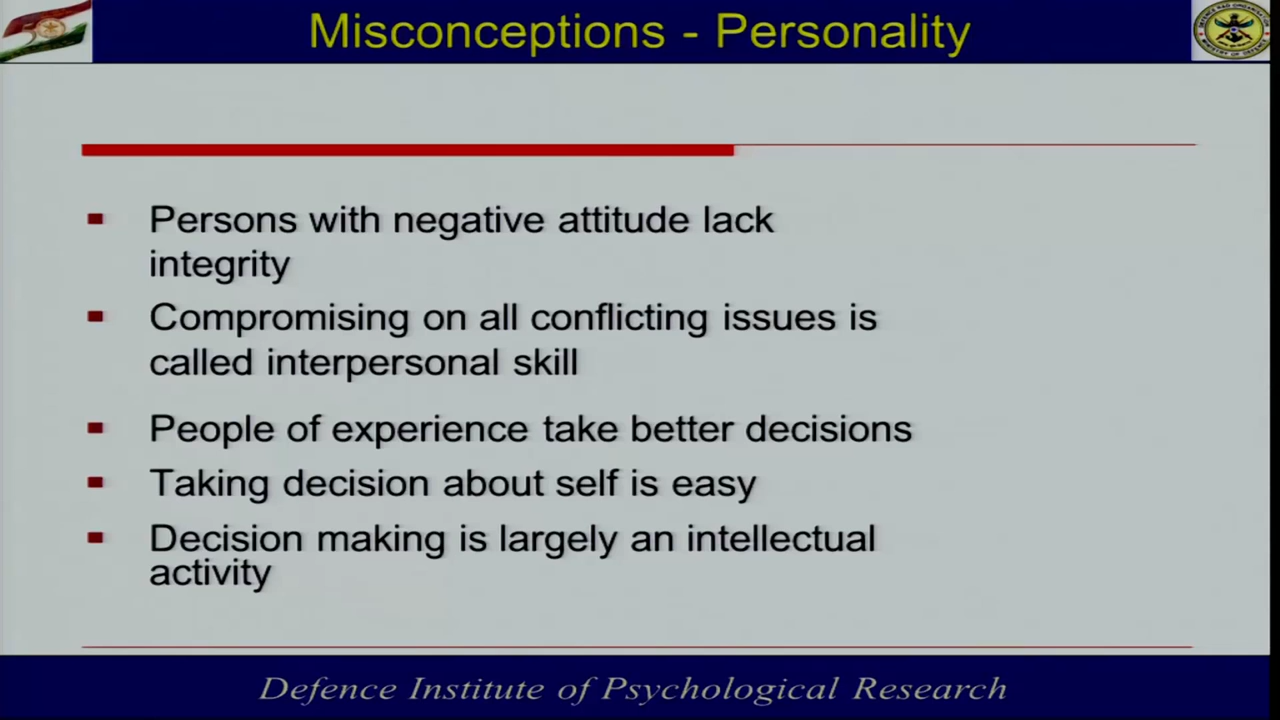 Misconceptions - Personality
Persons with negative attitude lack
integrity
Compromising on all conflicting issues is
called interpersonal skill
People of experience take better decisions
Taking decision about self is easy
Decision making is largely an intellectual
activity
Defence Institute of Psychological Research